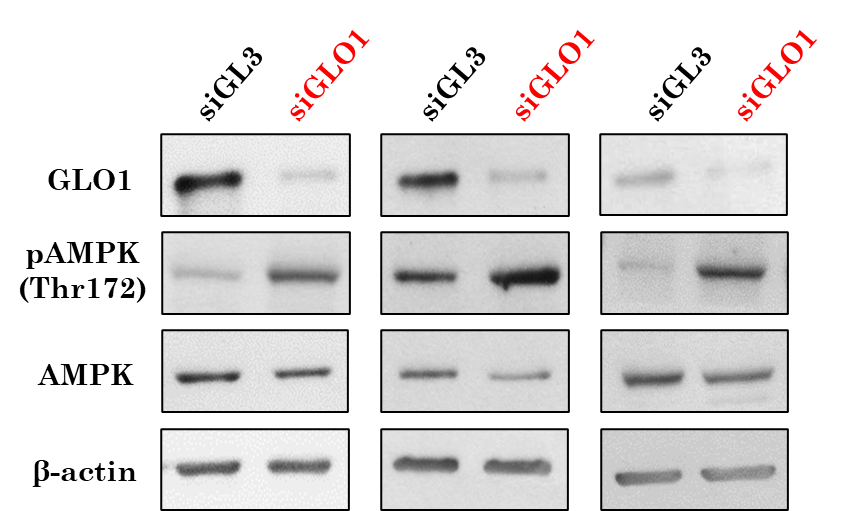 siGL3 siGLO1 siGL3 siGLO1 siGL3 siGLO1
GLO1
pAMPK
(Thr172)
AMPK
β-actin